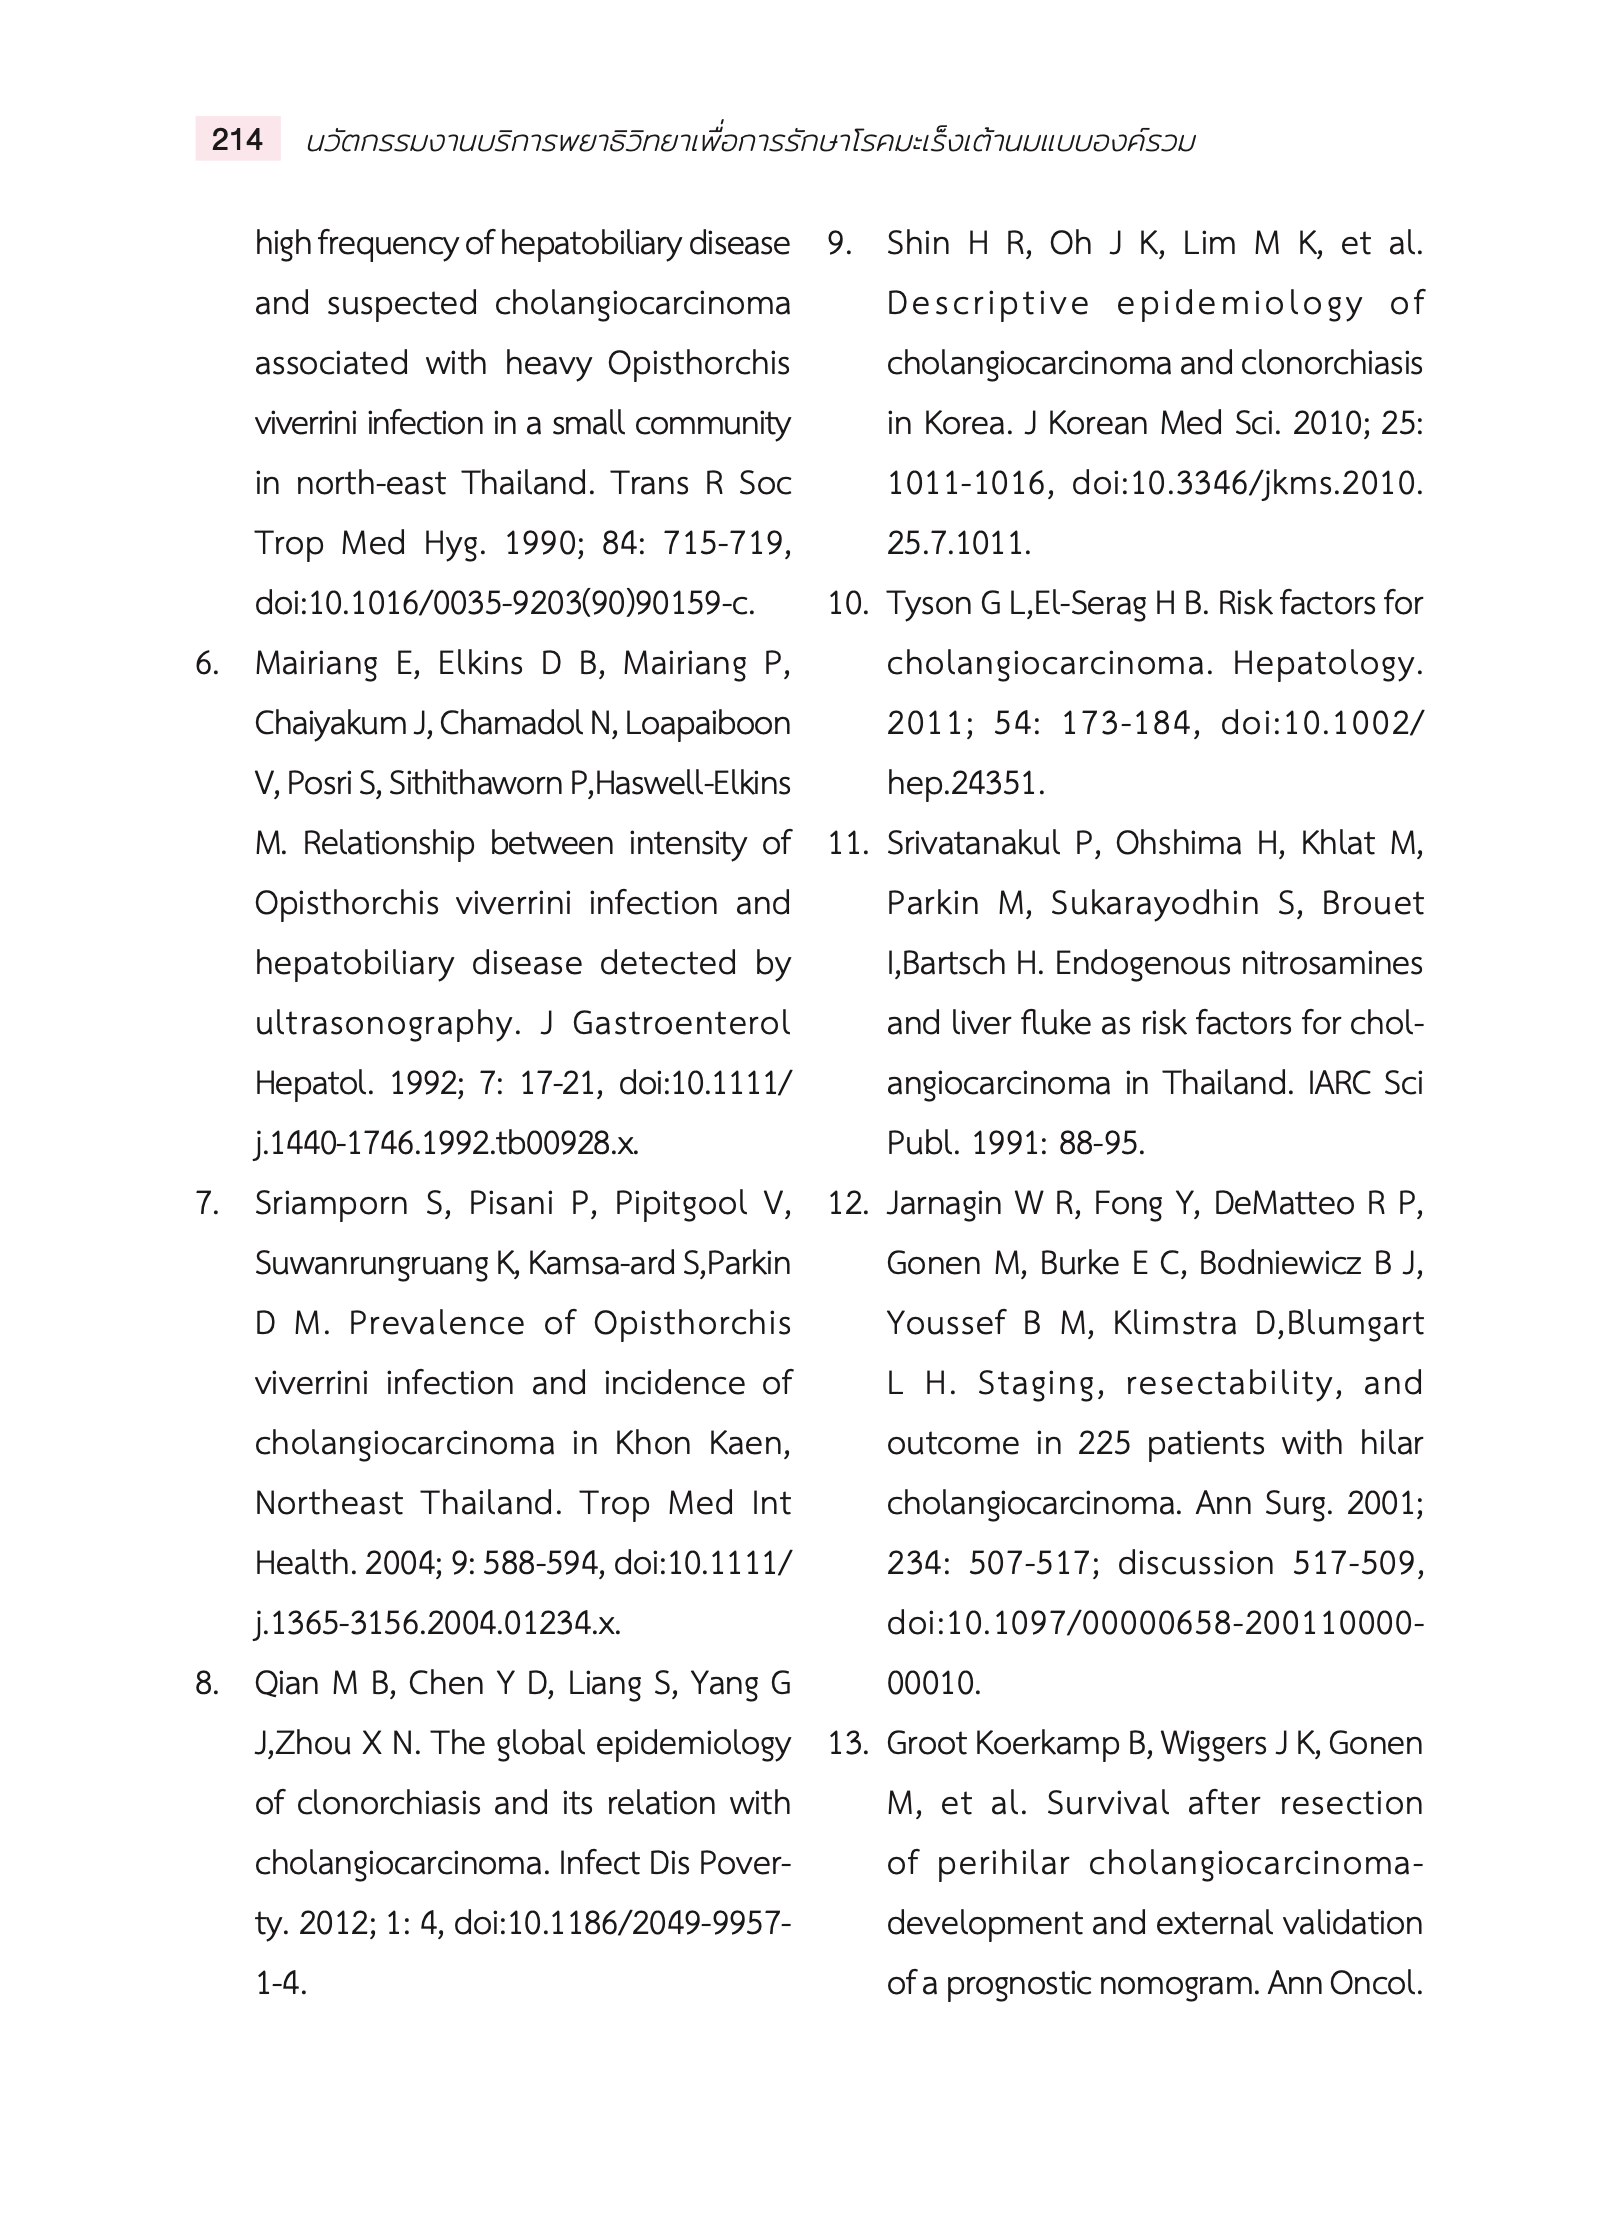 214 นวัตกรรมงานบริการพยาธิวิทยาเพื่อการรักษาโรคมะเร็งเต้านมแบบองค์รวม
high frequency of hepatobiliary disease
and suspected cholangiocarcinoma
associated with heavy Opisthorchis
viverrini infection in a small community
in north-east Thailand. Trans R Soc
Trop Med Hyg. 1990; 84: 715-719,
doi:10.1016/0035-9203(90)90159-c.
6. Mairiang E, Elkins D B, Mairiang P,
Chaiyakum J, Chamadol N, Loapaiboon
V, Posri S, Sithithaworn P,Haswell-Elkins
M. Relationship between intensity of
Opisthorchis viverrini infection and
hepatobiliary disease detected by
ultrasonography. J Gastroenterol
Hepatol. 1992; 7: 17-21, doi:10.1111/
j.1440-1746.1992.tb00928.x.
7. Sriamporn S, Pisani P, Pipitgool V,
Suwanrungruang K, Kamsa-ard S,Parkin
D M. Prevalence of Opisthorchis
viverrini infection and incidence of
cholangiocarcinoma in Khon Kaen,
Northeast Thailand. Trop Med Int
Health. 2004; 9: 588-594, doi:10.1111/
j.1365-3156.2004.01234.x.
8. Qian M B, Chen Y D, Liang S, Yang G
J,Zhou X N. The global epidemiology
of clonorchiasis and its relation with
cholangiocarcinoma. Infect Dis Pover-
ty. 2012; 1: 4, doi:10.1186/2049-9957-
1-4.
9. Shin H R, Oh J K, Lim M K, et al.
Descriptive epidemiology of
cholangiocarcinoma and clonorchiasis
in Korea. J Korean Med Sci. 2010; 25:
1011-1016, doi:10.3346/jkms.2010.
25.7.1011.
10. Tyson G L,El-Serag H B. Risk factors for
cholangiocarcinoma. Hepatology.
2011; 54: 173-184, doi:10.1002/
hep.24351.
11. Srivatanakul P, Ohshima H, Khlat M,
Parkin M, Sukarayodhin S, Brouet
I,Bartsch H. Endogenous nitrosamines
and liver fluke as risk factors for chol-
angiocarcinoma in Thailand. IARC Sci
Publ. 1991: 88-95.
12. Jarnagin W R, Fong Y, DeMatteo R P,
Gonen M, Burke E C, Bodniewicz B J,
Youssef B M, Klimstra D,Blumgart
L H. Staging, resectability, and
outcome in 225 patients with hilar
cholangiocarcinoma. Ann Surg. 2001;
234: 507-517; discussion 517-509,
doi:10.1097/00000658-200110000-
00010.
13. Groot Koerkamp B, Wiggers J K, Gonen
M, et al. Survival after resection
of perihilar cholangiocarcinoma-
development and external validation
of a prognostic nomogram. Ann Oncol.